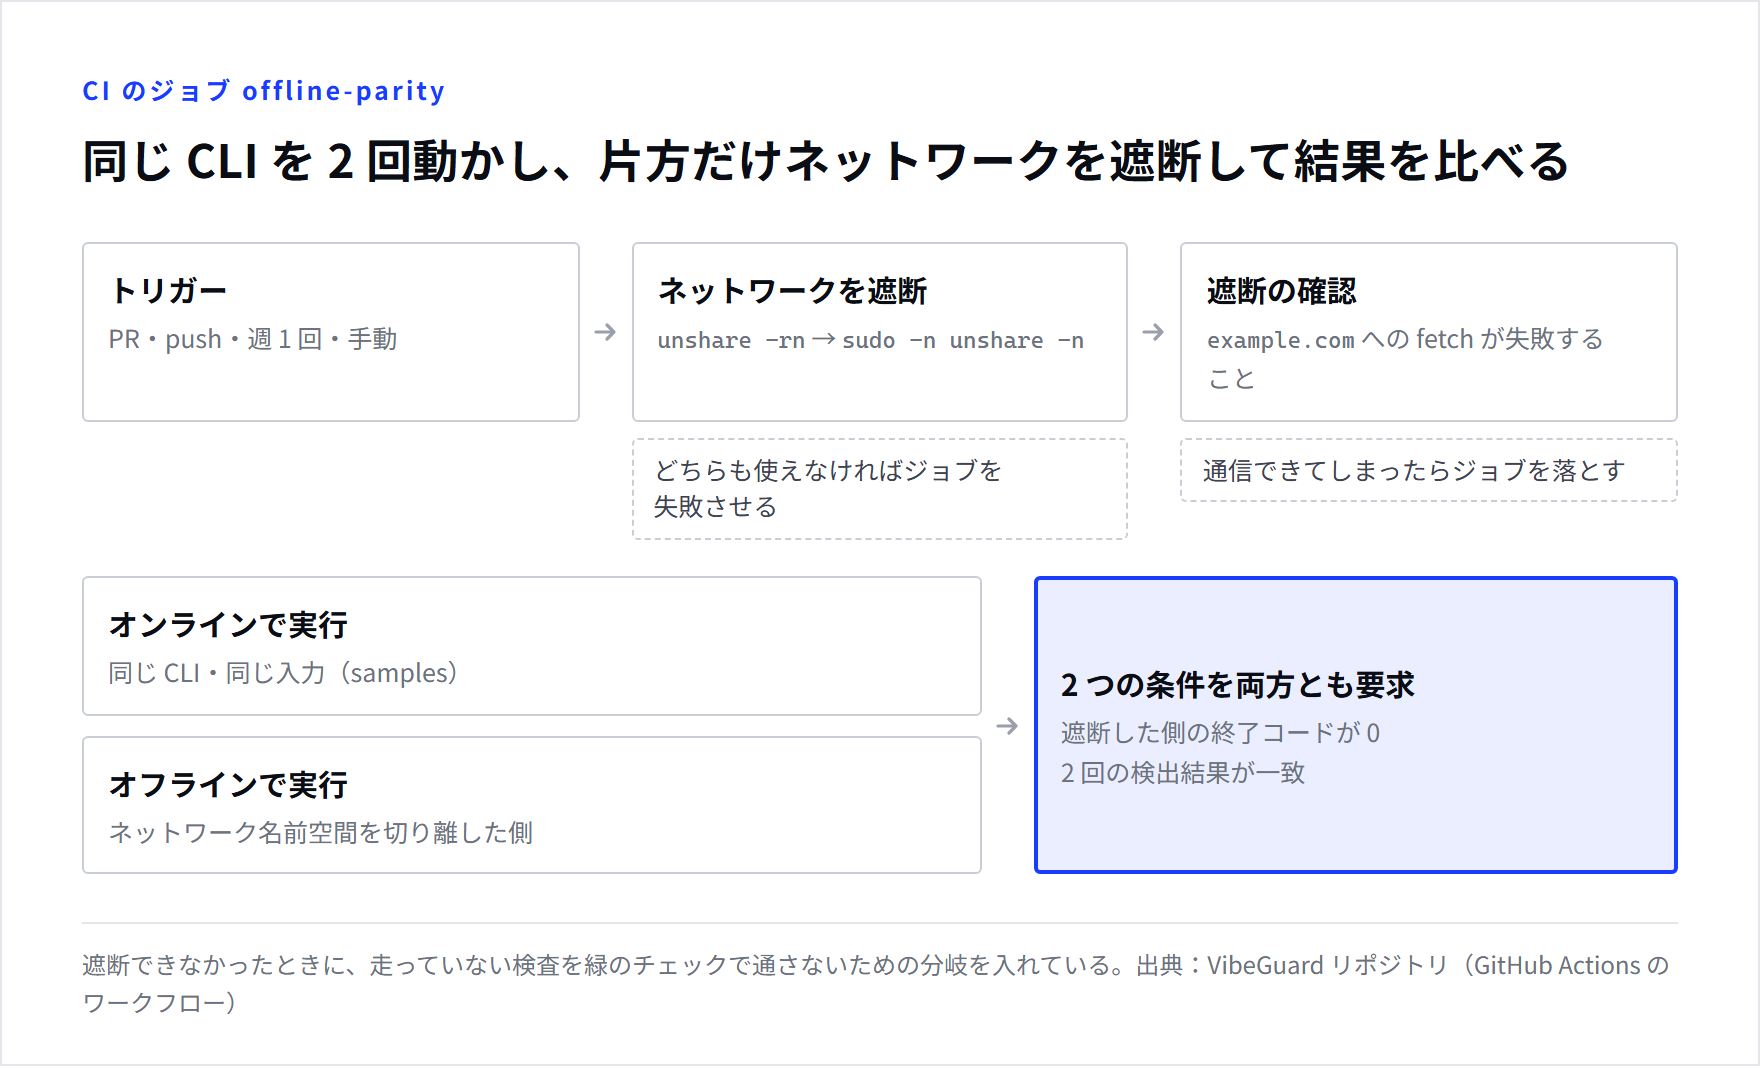 CI のジョブ offline-parity
同じ CLI を 2 回動かし、片方だけネットワークを遮断して結果を比べる
トリガー
PR・push・週 1 回・手動
→
ネットワークを遮断
unshare -rn → sudo -n unshare -n
→
遮断の確認
example.com への fetch が失敗する
こと
どちらも使えなければジョブを
失敗させる
通信できてしまったらジョブを落とす
オンラインで実行
同じ CLI・同じ入力（samples）
オフラインで実行
ネットワーク名前空間を切り離した側
→
2 つの条件を両方とも要求
遮断した側の終了コードが 0
2 回の検出結果が一致
遮断できなかったときに、走っていない検査を緑のチェックで通さないための分岐を入れている。出典：VibeGuard リポジトリ（GitHub Actions の
ワークフロー）